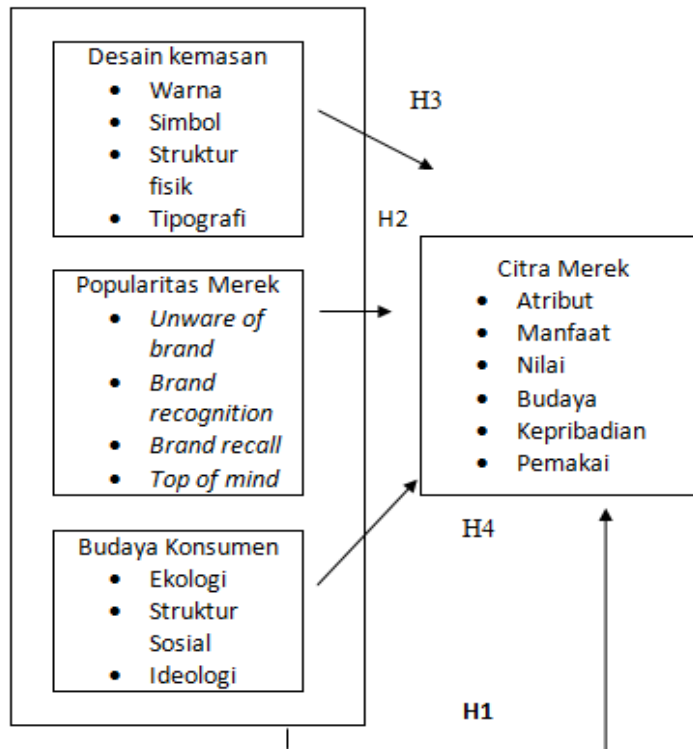 Desain kemasan
• Warna
• Simbol
• Struktur
fisik
• Tipografi
H3
H2
Popularitas Merek
• Unware of
brand
• Brand
recognition
• Brand recall
• Top of mind
Citra Merek
• Atribut
• Manfaat
• Nilai
• Budaya
• Kepribadian
• Pemakai
Budaya Konsumen
• Ekologi
• Struktur
Sosial
• Ideologi
H4
H1